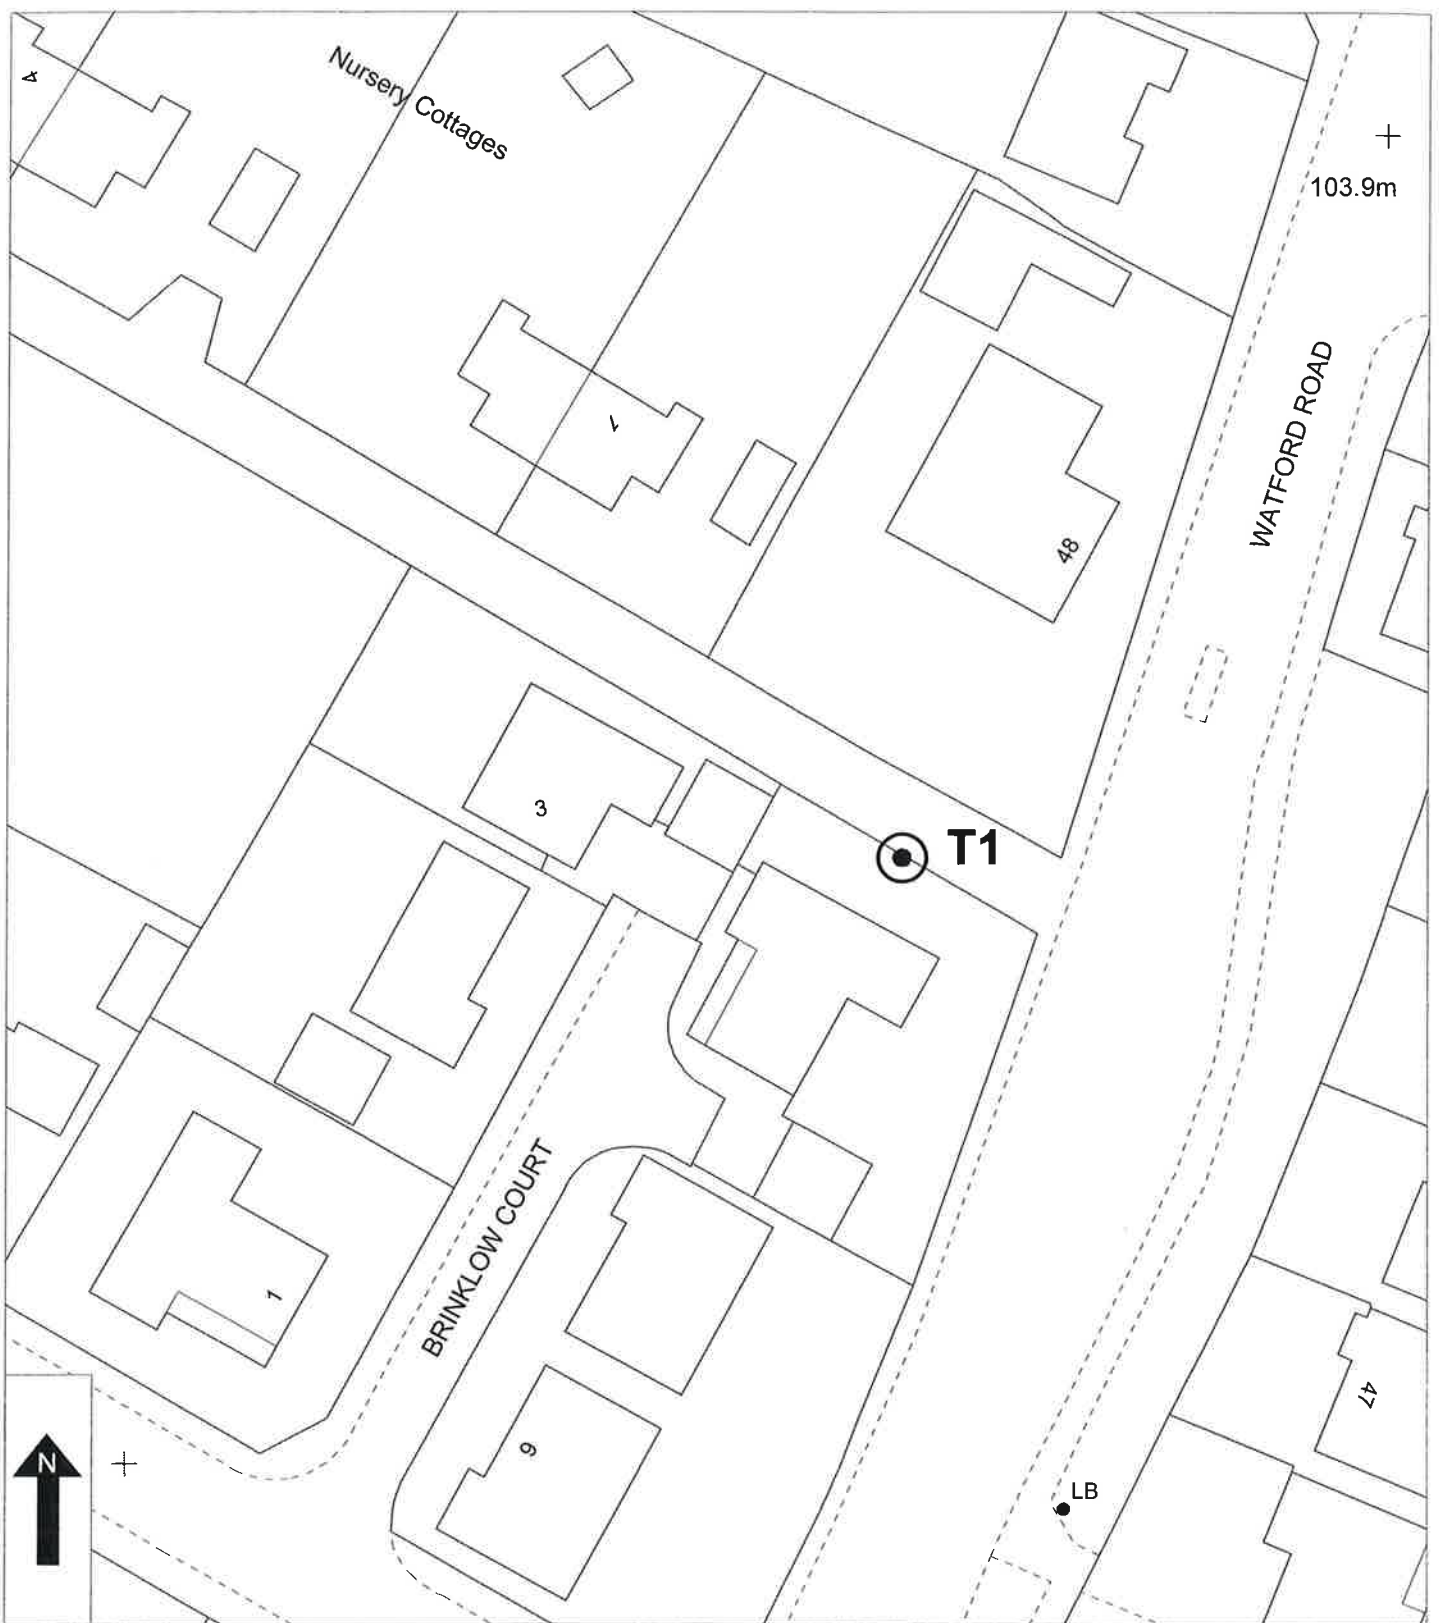 Nursery Cottages
4
103.9m
WATFORD ROAD
7
48
3
T1
BRINKLOW COURT
1
47
9
N
LB